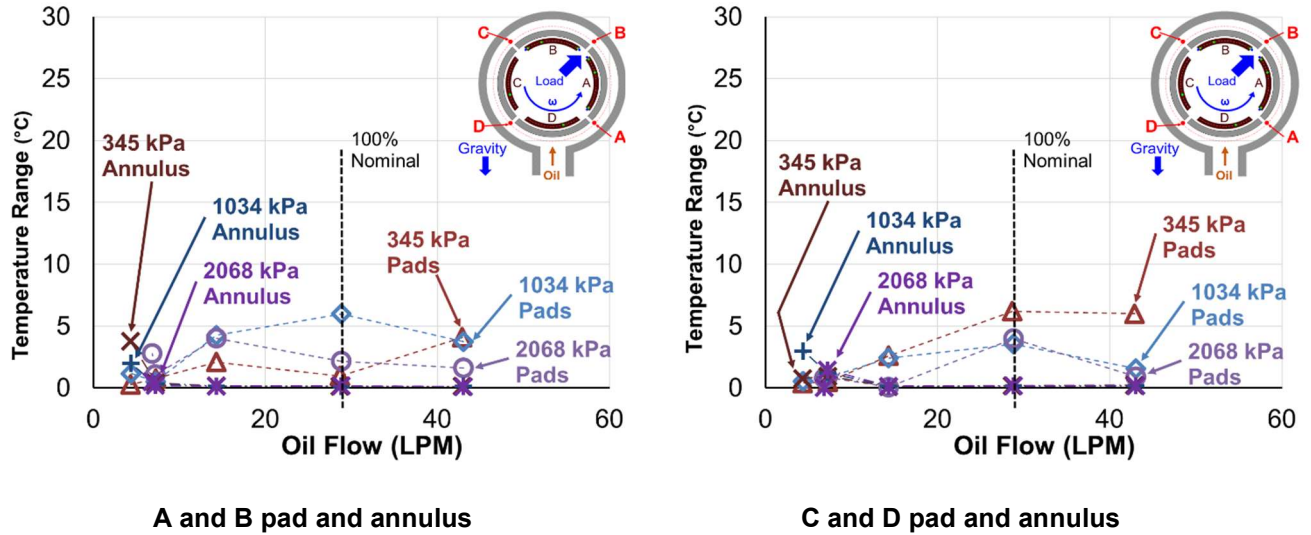 30
25
20
15
10
5
0
0
20
40
60
Temperature Range (°C)
Oil Flow (LPM)
345 kPa
Annulus
1034 kPa
Annulus
2068 kPa
Annulus
100%
Nominal
345 kPa
Pads
1034 kPa
Pads
2068 kPa
Pads
C
B
B
Load
C
A
ω
D
D
A
Gravity
Oil
A and B pad and annulus
30
25
20
15
10
5
0
0
20
40
60
Temperature Range (°C)
Oil Flow (LPM)
345 kPa
Annulus
1034 kPa
Annulus
2068 kPa
Annulus
100%
Nominal
345 kPa
Pads
1034 kPa
Pads
2068 kPa
Pads
C
B
B
Load
C
A
ω
D
D
A
Gravity
Oil
C and D pad and annulus